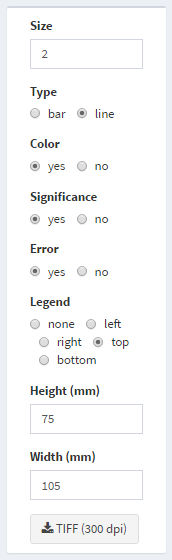 Size
2
Type
bar line
Color
yes no
Significance
yes no
Error
yes no
Legend
none left
right top
bottom
Height (mm)
75
Width (mm)
105
TIFF (300 dpi)